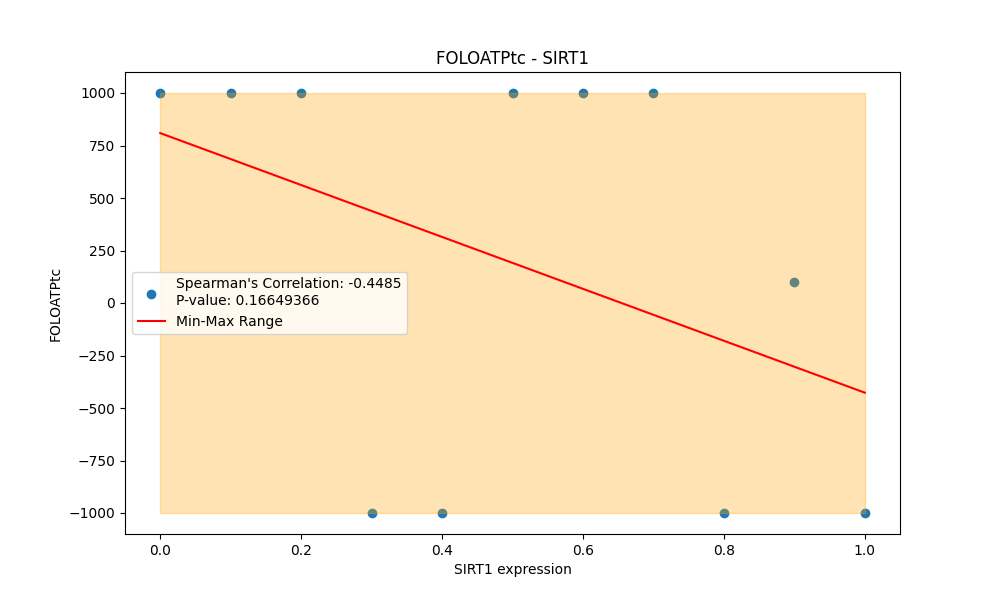 FOLOATPtc - SIRT1
1000
750
500
250
0
−250
−500
−750
−1000
FOLOATPtc
Spearman's Correlation: -0.4485
P-value: 0.16649366
Min-Max Range
0.0 0.2 0.4 0.6 0.8 1.0
SIRT1 expression